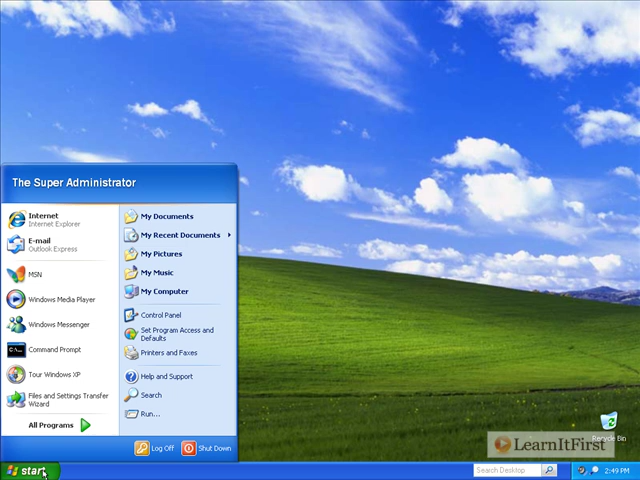 The Super Administrator
Internet
Internet Explorer
E-mail
Outlook Express
MSN
Windows Media Player
Windows Messenger
Command Prompt
Tour Windows XP
Files and Settings Transfer
Wizard
All Programs
My Documents
My Recent Documents
My Pictures
My Music
My Computer
Control Panel
Set Program Access and
Defaults
Printers and Faxes
Help and Support
Search
Run...
Log Off
Shut Down
LearnItFirst
Recycle Bin
start
Search Desktop
2:49 PM